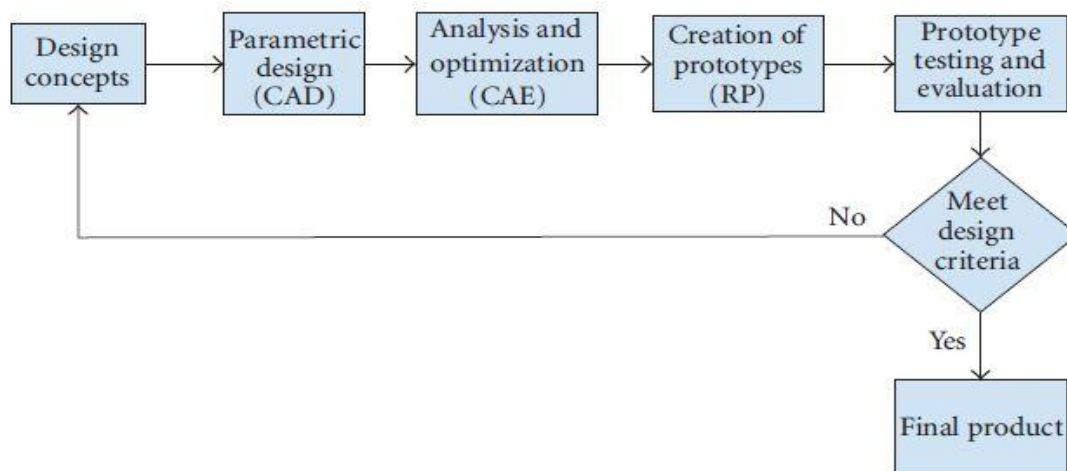 Design
concepts
Parametric
design
(CAD)
Analysis and
optimization
(CAE)
Creation of
prototypes
(RP)
Prototype
testing and
evaluation
Meet
design
criteria
No
Yes
Final product